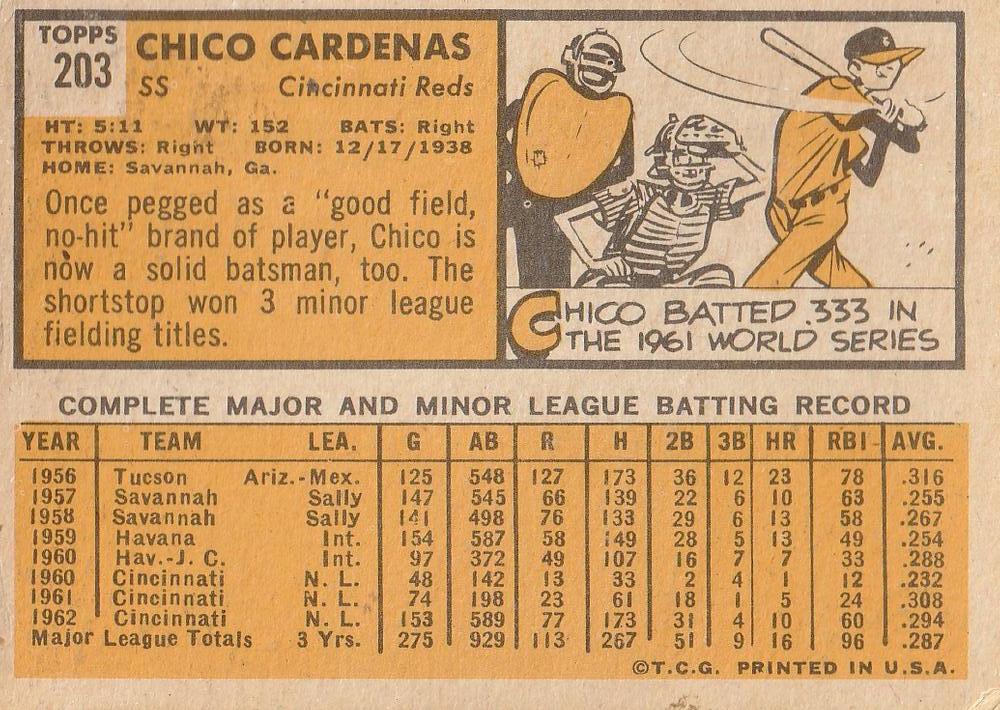 TOPPS
203
CHICO CARDENAS
SS Cincinnati Reds
HT: 5:11 WT: 152 BATS: Right
THROWS: Right BORN: 12/17/1938
HOME: Savannah, Ga.
Once pegged as a "good field,
no-hit" brand of player, Chico is
now a solid batsman, too. The
shortstop won 3 minor league
fielding titles.
CHICO BATTED .333 IN
THE 1961 WORLD SERIES
COMPLETE MAJOR AND MINOR LEAGUE BATTING RECORD
YEAR TEAM LEA. G AB R H 2B 3B HR RBI AVG.
1956 Tucson Ariz.-Mex. 125 548 127 173 36 12 23 78 .316
1957 Savannah Sally 147 545 66 139 22 6 10 63 .255
1958 Savannah Sally 141 498 76 133 29 6 13 58 .267
1959 Havana Int. 154 587 58 149 28 5 13 49 .254
1960 Hav.-J. C. Int. 97 372 49 107 16 7 7 33 .288
1960 Cincinnati N. L. 48 142 13 33 2 4 1 12 .232
1961 Cincinnati N. L. 74 198 23 61 18 1 5 24 .308
1962 Cincinnati N. L. 153 589 77 173 31 4 10 60 .294
Major League Totals 3 Yrs. 275 929 113 267 51 9 16 96 .287
©T.C.G. PRINTED IN U.S.A.